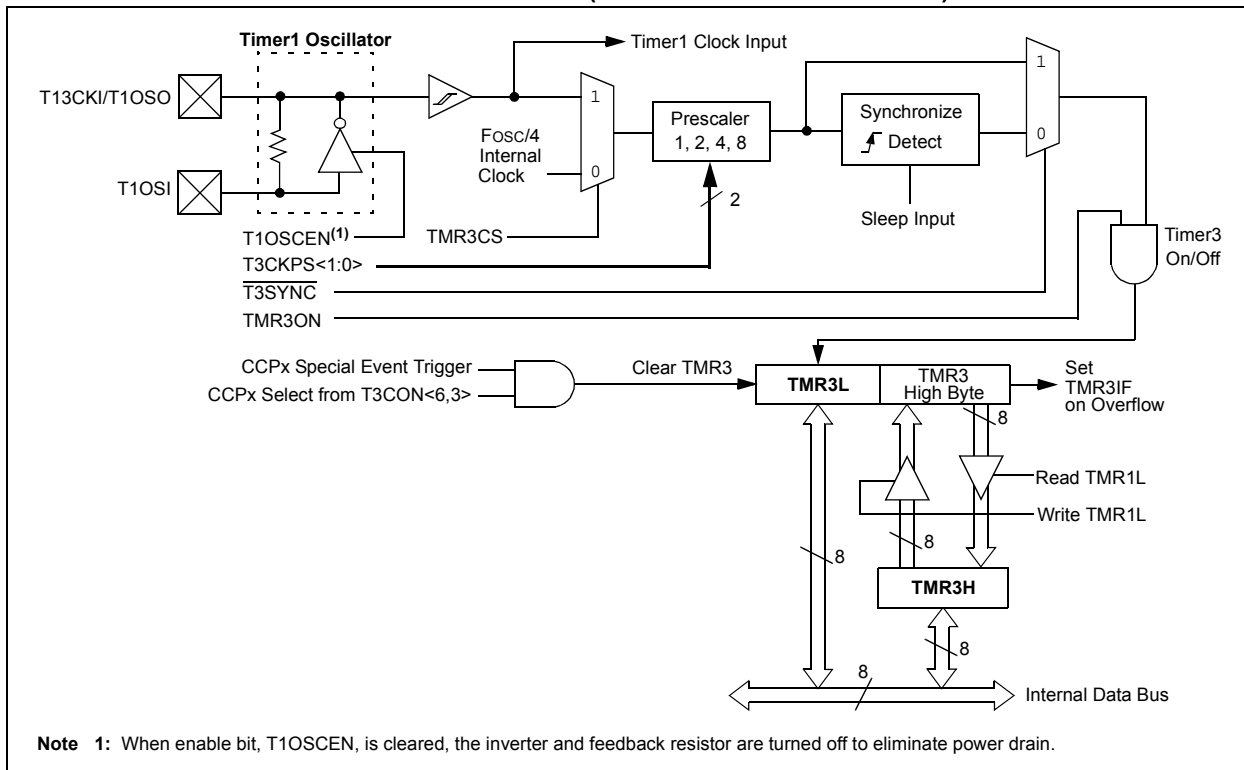 Timer1 Oscillator
Timer1 Clock Input
T13CKI/T1OSO
T1OSI
FOSC/4
Internal
Clock
1
0
Prescaler
1, 2, 4, 8
2
Synchronize
Detect
Sleep Input
1
0
T1OSCEN(1)
TMR3CS
T3CKPS<1:0>
T3SYNC
TMR3ON
Timer3
On/Off
CCPx Special Event Trigger
CCPx Select from T3CON<6,3>
Clear TMR3
TMR3L
TMR3
High Byte
Set
TMR3IF
on Overflow
8
Read TMR1L
Write TMR1L
8
8
TMR3H
8
8
Internal Data Bus
Note 1: When enable bit, T1OSCEN, is cleared, the inverter and feedback resistor are turned off to eliminate power drain.